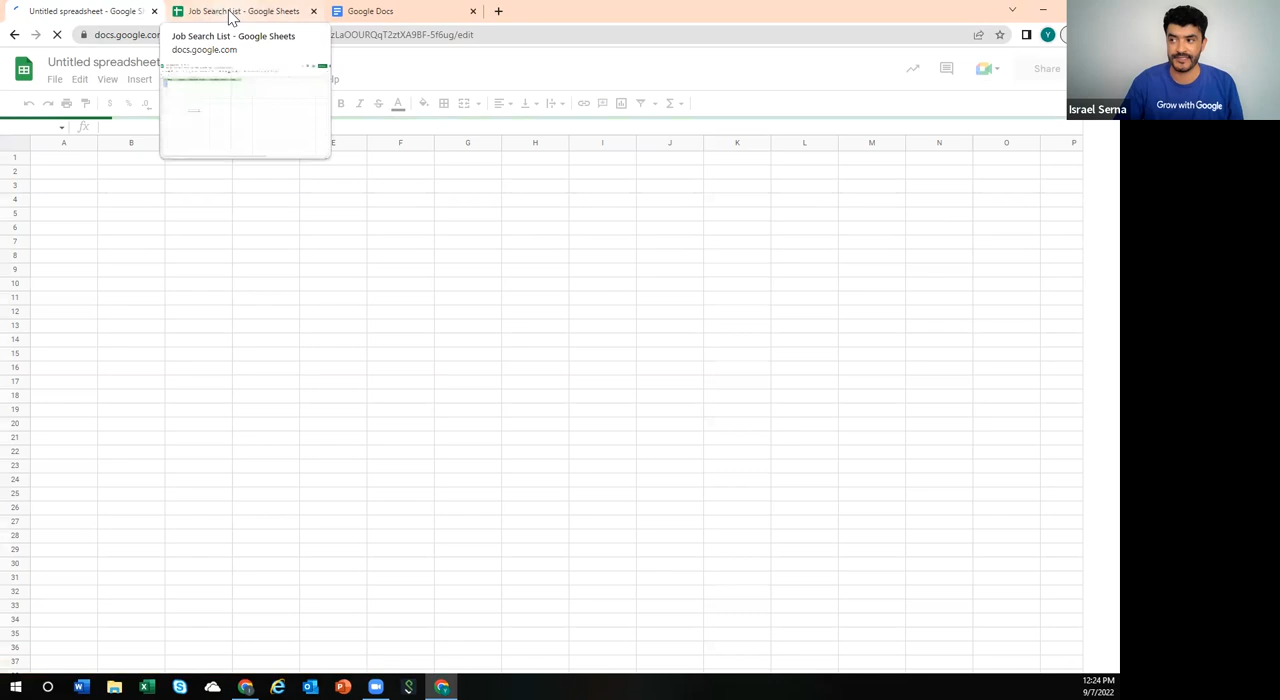 Untitled spreadsheet - Google S
Job Search List - Google Sheets
Google Docs
docs.google.com
zLaOOURQqT2ztXA9BF-5f6ug/edit
Y
Job Search List - Google Sheets
docs.google.com
Untitled spreadsheet
File Edit View Insert
lp
Share
$ % .0
B I S A
fx
A B E F G H I J K L M N O P
1
2
3
4
5
6
7
8
9
10
11
12
13
14
15
16
17
18
19
20
21
22
23
24
25
26
27
28
29
30
31
32
33
34
35
36
37
Grow with Google
Israel Serna
12:24 PM
9/7/2022